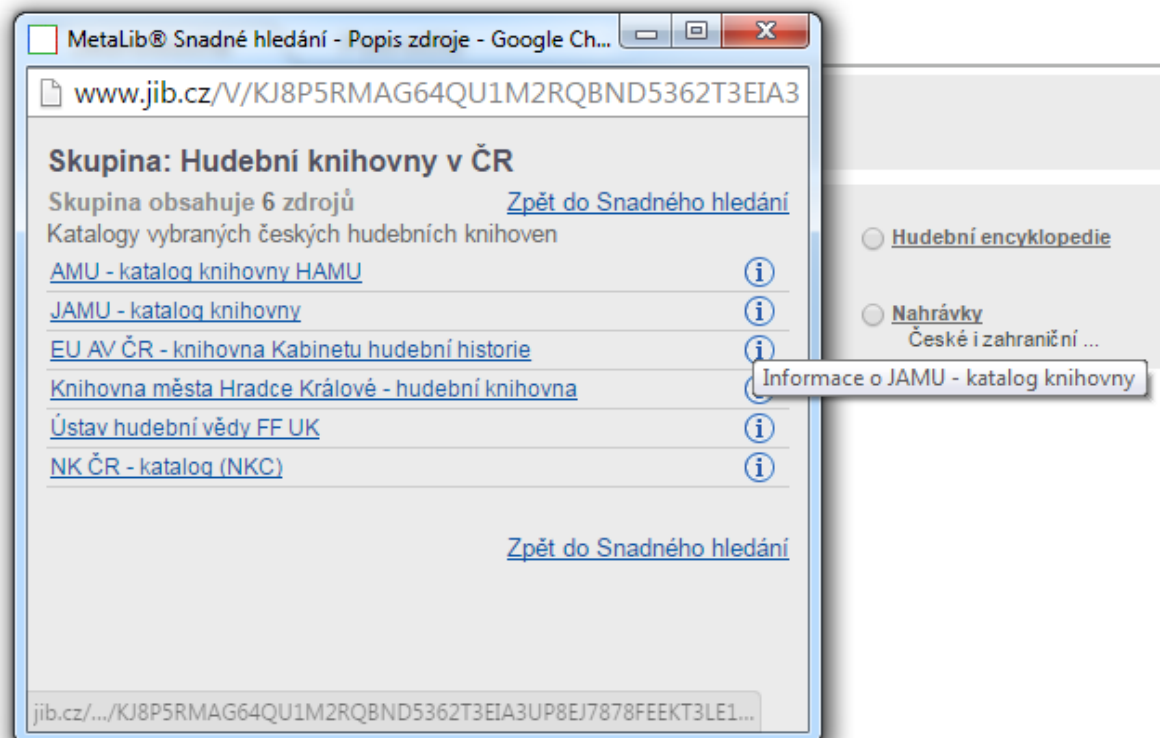 MetaLib® Snadné hledání - Popis zdroje - Google Ch...
www.jib.cz/V/KJ8P5RMAG64QU1M2RQBND5362T3EIA3
Skupina: Hudební knihovny v ČR
Skupina obsahuje 6 zdrojů Zpět do Snadného hledání
Katalogy vybraných českých hudebních knihoven
AMU - katalog knihovny HAMU
JAMU - katalog knihovny
EU AV ČR - knihovna Kabinetu hudební historie
Knihovna města Hradce Králové - hudební knihovna
Ústav hudební vědy FF UK
NK ČR - katalog (NKC)
Zpět do Snadného hledání
jib.cz/.../KJ8P5RMAG64QU1M2RQBND5362T3EIA3UP8EJ7878FEEKT3LE1...
Hudební encyklopedie
Nahrávky
České i zahraniční ...
Informace o JAMU - katalog knihovny